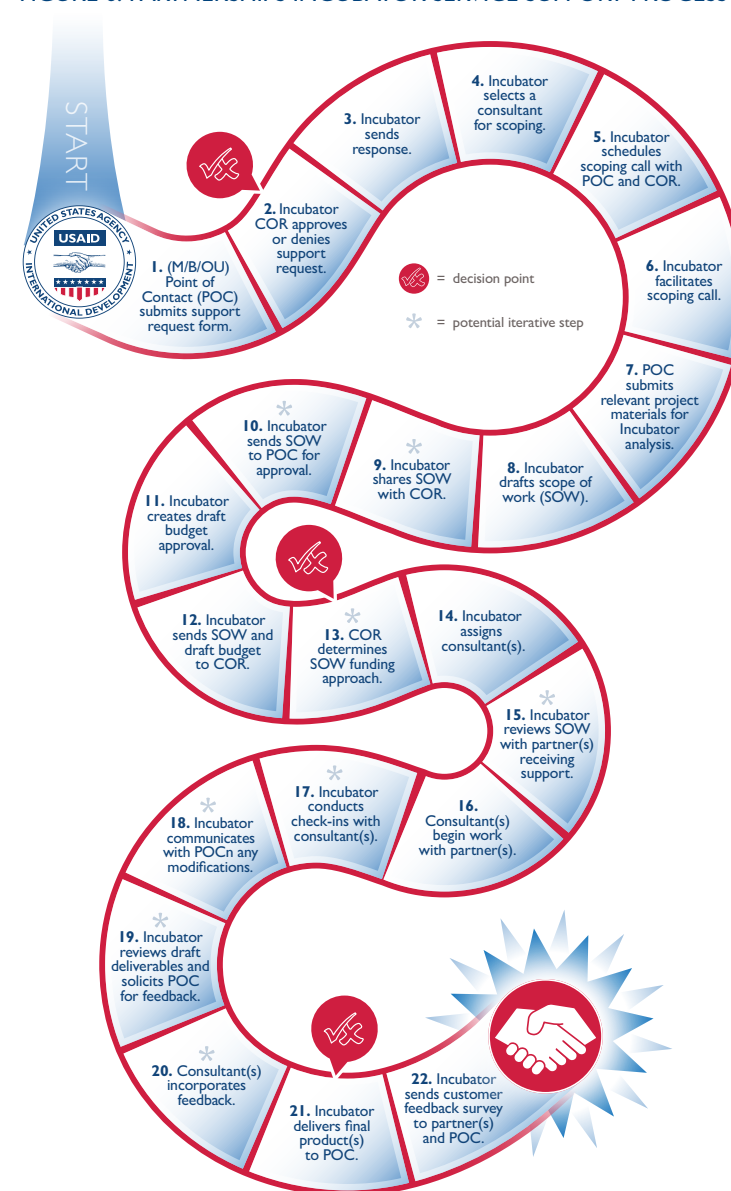 START
UNITED STATES AGENCY
USAID
INTERNATIONAL DEVELOPMENT
1. (M/B/OU)
Point of
Contact (POC)
submits support
request form.
2. Incubator
COR approves
or denies
support
request.
3. Incubator
sends
response.
4. Incubator
selects a
consultant
for scoping.
5. Incubator
schedules
scoping call with
POC and COR.
6. Incubator
facilitates
scoping call.
= decision point
* = potential iterative step
7. POC
submits
relevant project
materials for
Incubator
analysis.
8. Incubator
drafts scope of
work (SOW).
*
9. Incubator
shares SOW
with COR.
*
10. Incubator
sends SOW
to POC for
approval.
11. Incubator
creates draft
budget
approval.
12. Incubator
sends SOW and
draft budget
to COR.
*
13. COR
determines
SOW funding
approach.
14. Incubator
assigns
consultant(s).
*
15. Incubator
reviews SOW
with partner(s)
receiving
support.
16.
Consultant(s)
begin work
with partner(s).
*
17. Incubator
conducts
check-ins with
consultant(s).
*
18. Incubator
communicates
with POCn any
modifications.
*
19. Incubator
reviews draft
deliverables and
solicits POC
for feedback.
*
20. Consultant(s)
incorporates
feedback.
21. Incubator
delivers final
product(s)
to POC.
22. Incubator
sends customer
feedback survey
to partner(s)
and POC.